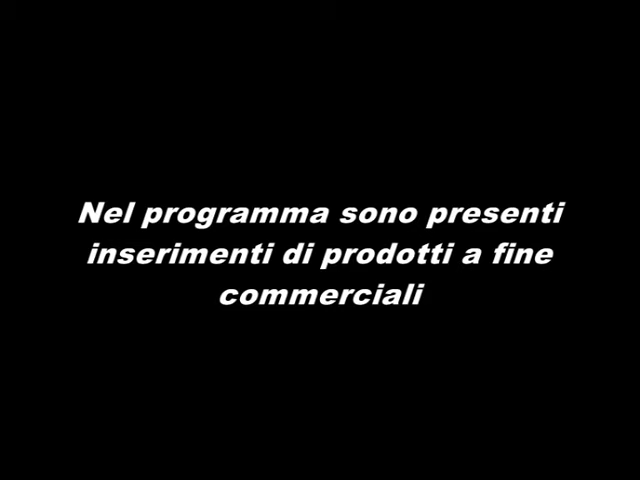 Nel programma sono presenti
inserimenti di prodotti a fine
commerciali